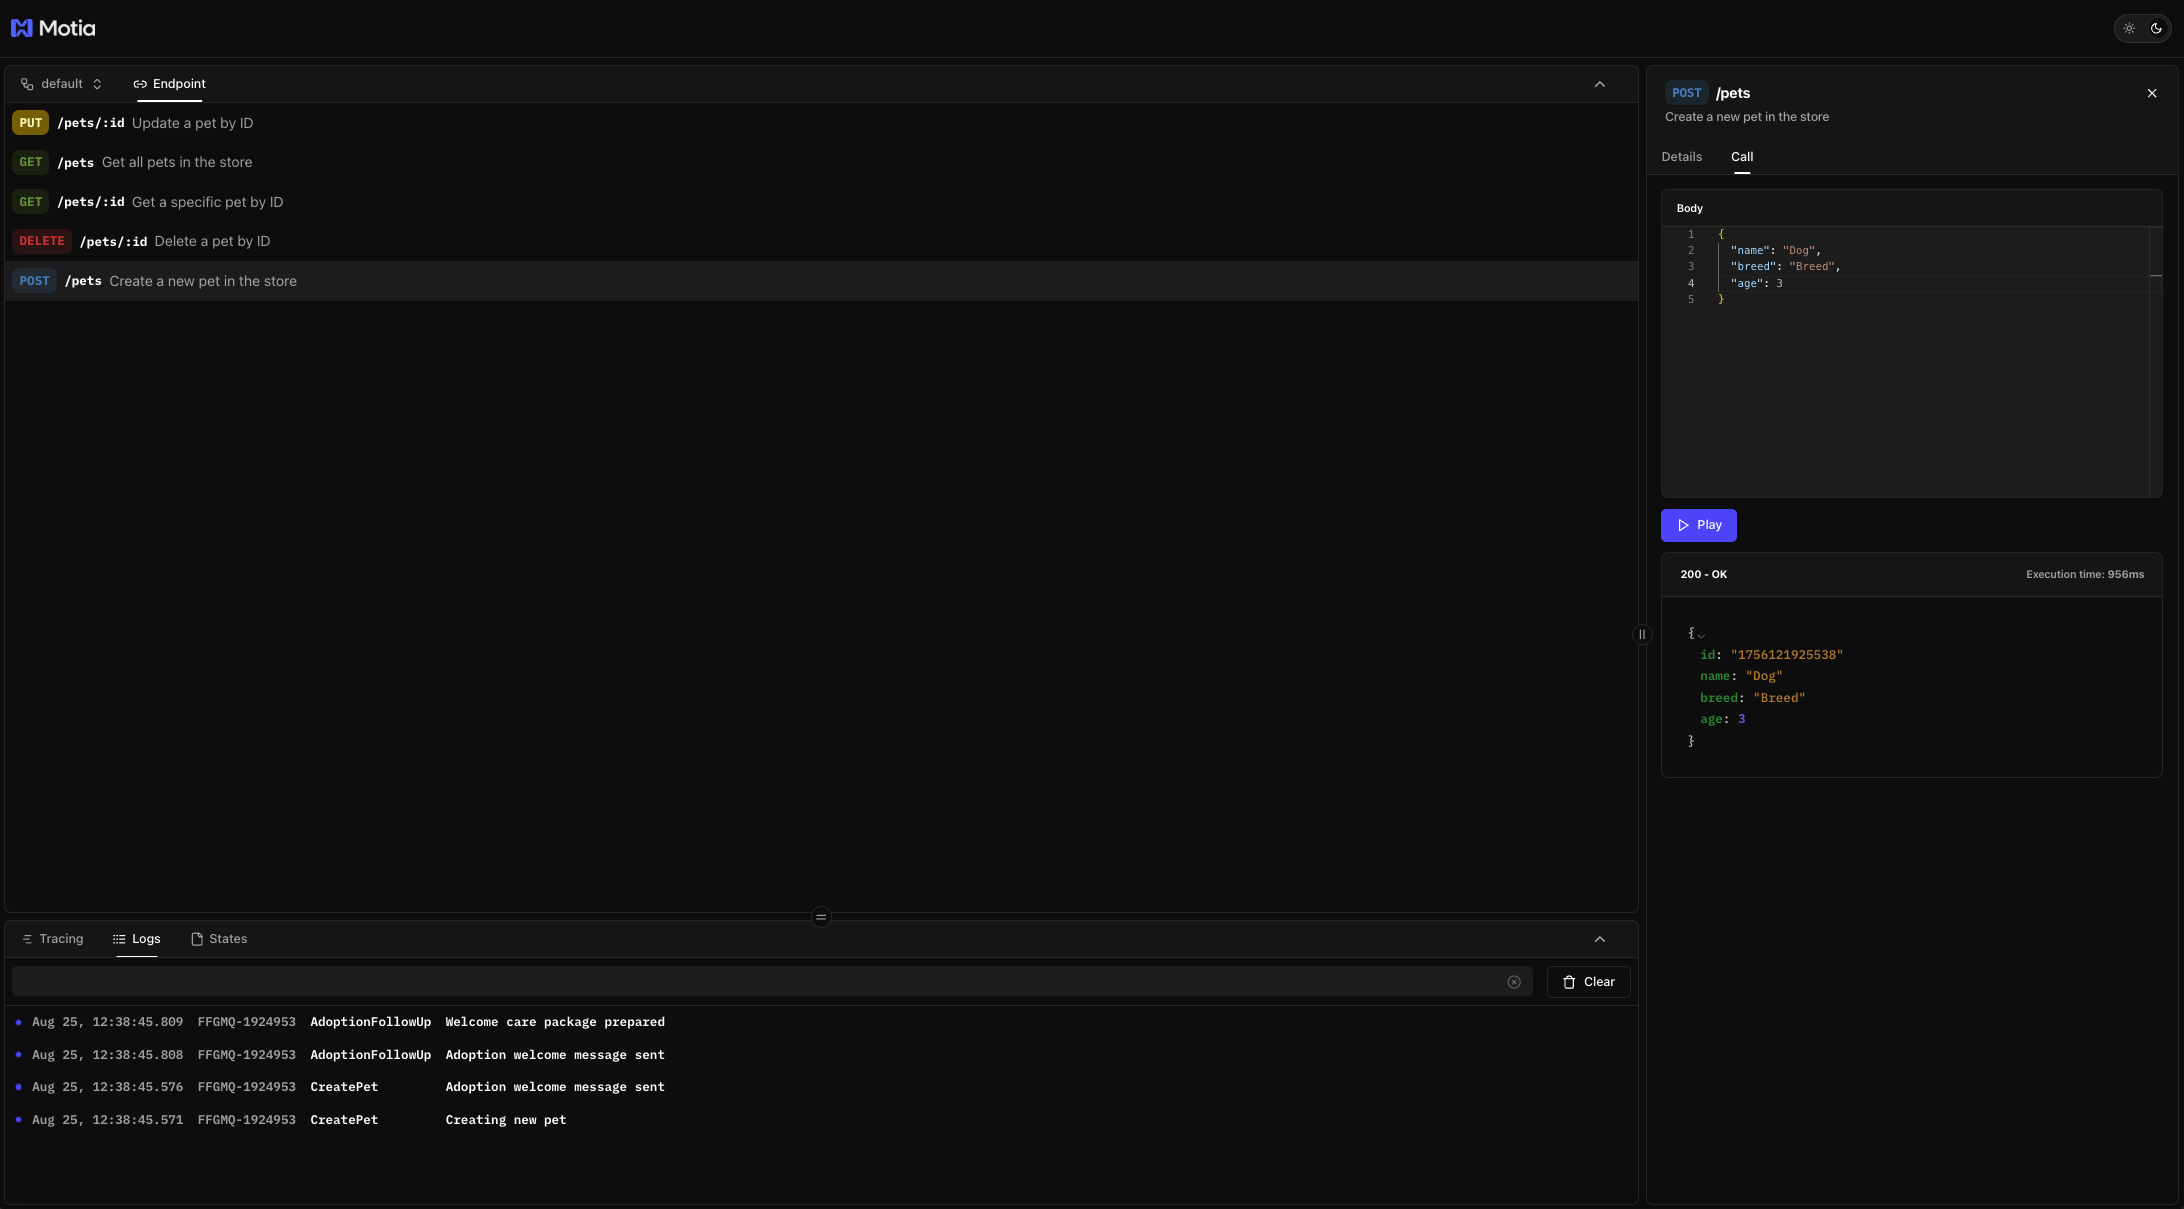 Motia
default Endpoint
PUT /pets/:id Update a pet by ID
GET /pets Get all pets in the store
GET /pets/:id Get a specific pet by ID
DELETE /pets/:id Delete a pet by ID
POST /pets Create a new pet in the store
Tracing Logs States
Clear
Aug 25, 12:38:45.809 FFGMQ-1924953 AdoptionFollowUp Welcome care package prepared
Aug 25, 12:38:45.808 FFGMQ-1924953 AdoptionFollowUp Adoption welcome message sent
Aug 25, 12:38:45.576 FFGMQ-1924953 CreatePet Adoption welcome message sent
Aug 25, 12:38:45.571 FFGMQ-1924953 CreatePet Creating new pet
POST /pets
Create a new pet in the store
Details Call
Body
1 {
2 "name": "Dog",
3 "breed": "Breed",
4 "age": 3
5 }
Play
200 - OK Execution time: 956ms
{
id: "1756121925538"
name: "Dog"
breed: "Breed"
age: 3
}